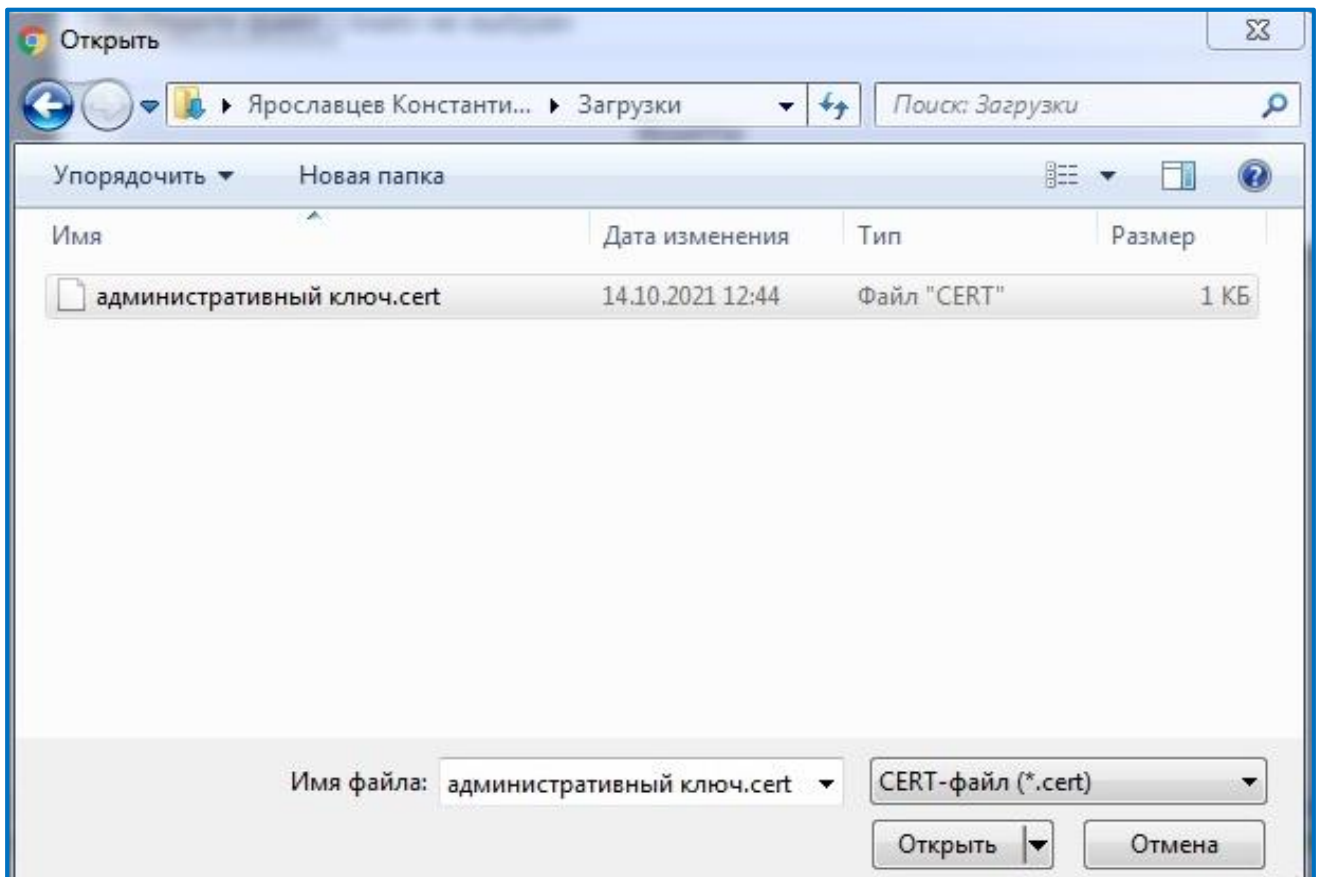 Открыть
Ярославцев Константи... Загрузки Поиск: Загрузки
Упорядочить Новая папка
Имя Дата изменения Тип Размер
административный ключ.cert 14.10.2021 12:44 Файл "CERT" 1 КБ
Имя файла: административный ключ.cert CERT-файл (*.cert)
Открыть Отмена